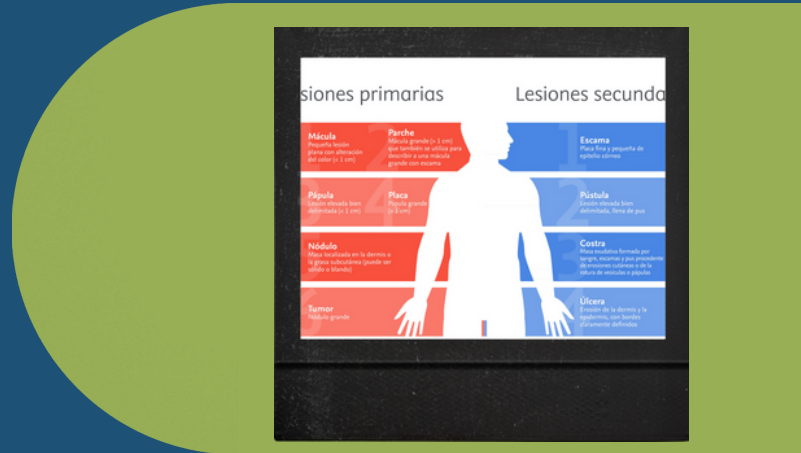 siones primarias
Lesiones secunda
Mácula
Pequeña lesión
plana con alteración
del color (< 1 cm)
Parche
Mácula grande (> 1 cm)
que también se utiliza para
describir a una mácula
grande con escama
Pápula
Lesión elevada bien
delimitada (< 1 cm)
Placa
Pápula grande
(> 1 cm)
Nódulo
Masa localizada en la dermis o
la grasa subcutánea (puede ser
sólido o blando)
Tumor
Nódulo grande
1
Escama
Placa fina y pequeña de
epitelio córneo
2
Pústula
Lesión elevada bien
delimitada, llena de pus
3
Costra
Masa exudativa formada por
sangre, escamas y pus procedente
de erosiones cutáneas o de la
rotura de vesículas o pápulas
Úlcera
Erosión de la dermis y la
epidermis, con bordes
claramente definidos